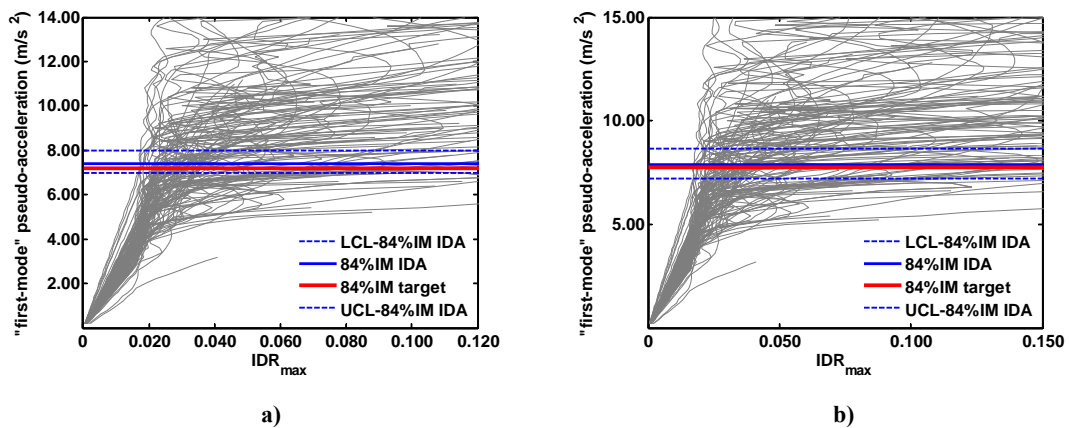 "first-mode" pseudo-acceleration (m/s²)
14.00
12.00
10.00
8.00
6.00
4.00
2.00
LCL-84%IM IDA
84%IM IDA
84%IM target
UCL-84%IM IDA
0 0.020 0.040 0.060 0.080 0.100 0.120
IDRmax
a)
"first-mode" pseudo-acceleration (m/s²)
15.00
10.00
5.00
LCL-84%IM IDA
84%IM IDA
84%IM target
UCL-84%IM IDA
0 0.050 0.100 0.150
IDRmax
b)